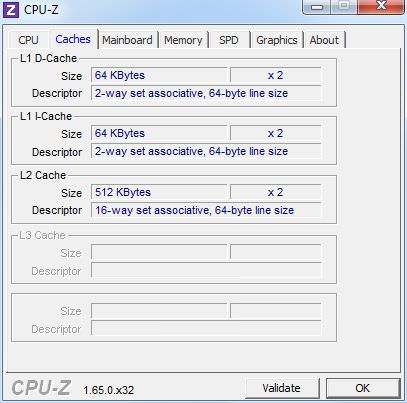 Z CPU-Z
CPU Caches Mainboard Memory SPD Graphics About
L1 D-Cache
Size 64 KBytes x 2
Descriptor 2-way set associative, 64-byte line size
L1 I-Cache
Size 64 KBytes x 2
Descriptor 2-way set associative, 64-byte line size
L2 Cache
Size 512 KBytes x 2
Descriptor 16-way set associative, 64-byte line size
L3 Cache
Size
Descriptor
Size
Descriptor
CPU-Z 1.65.0.x32 Validate OK